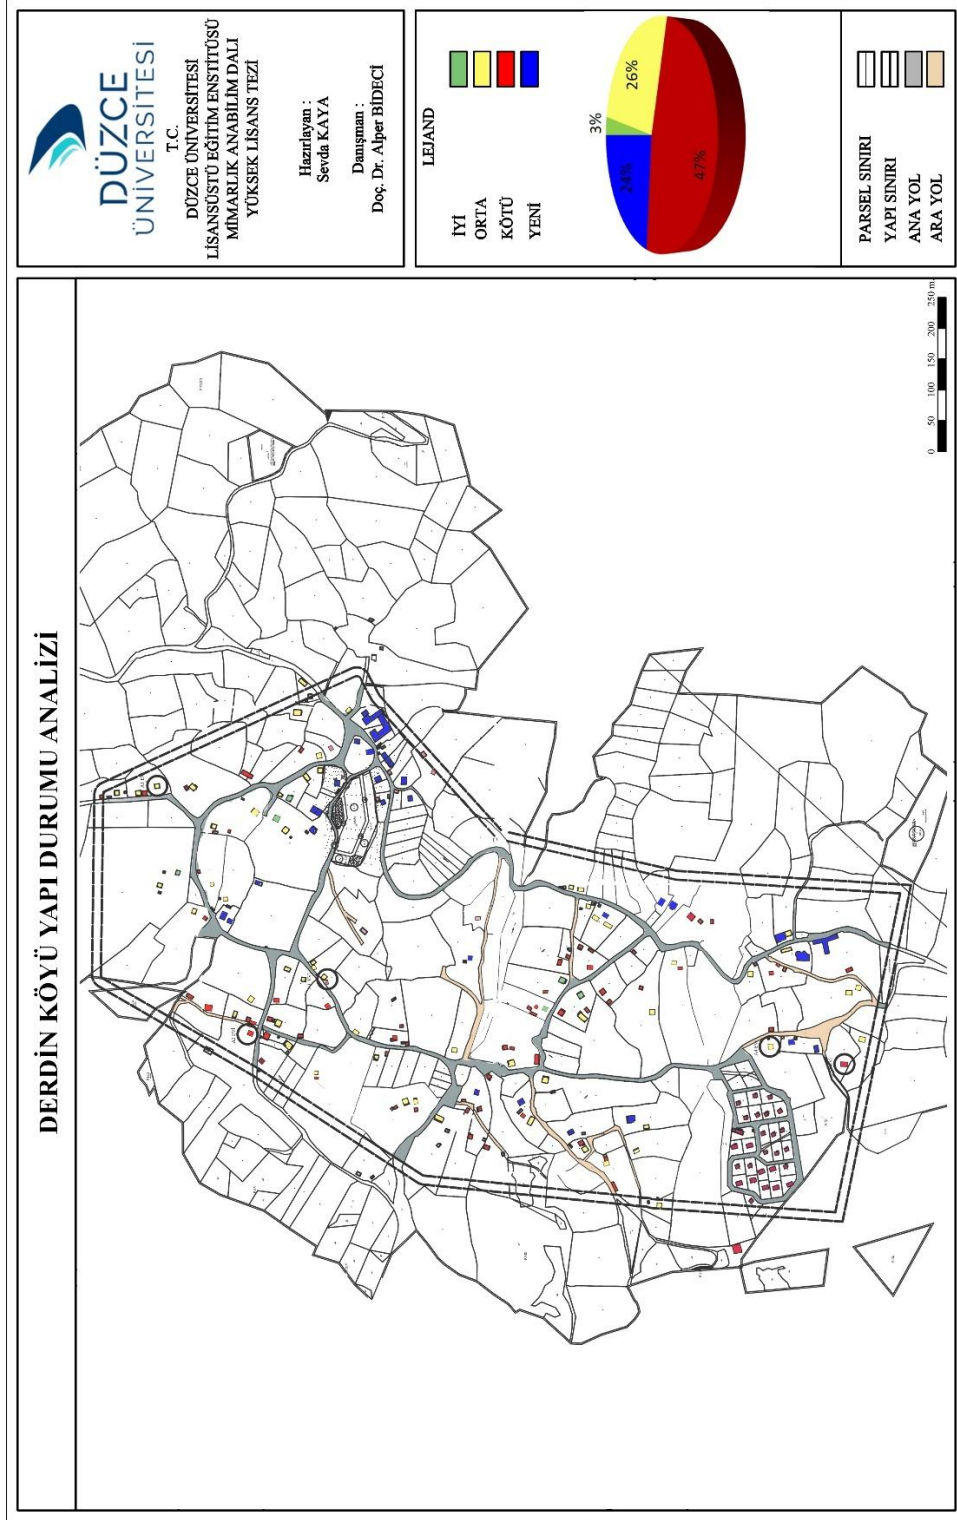 DERDİN KÖYÜ YAPI DURUMU ANALİZİ
DÜZCE
ÜNİVERSİTESİ
T.C.
DÜZCE ÜNİVERSİTESİ
LİSANSÜSTÜ EĞİTİM ENSTİTÜSÜ
MİMARLIK ANABİLİM DALI
YÜKSEK LİSANS TEZİ
Hazırlayan :
Sevda KAYA
Danışman :
Doç. Dr. Alper BİDECİ
LEJAND
İYİ
ORTA
KÖTÜ
YENİ
3%
26%
24%
47%
PARSEL SINIRI
YAPI SINIRI
ANA YOL
ARA YOL
0 50 100 150 200 250 m.